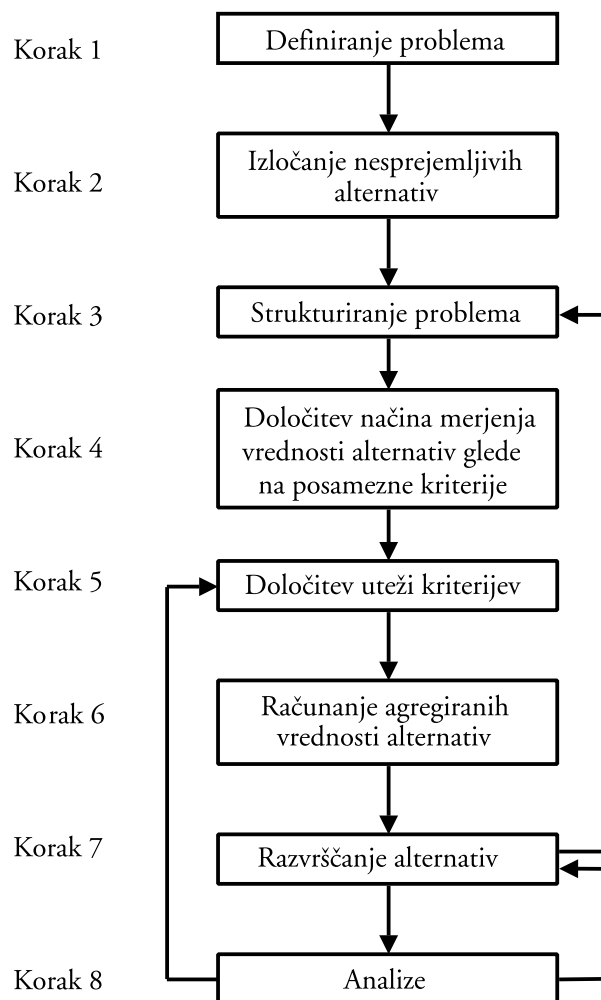 Korak 1
Definiranje problema
Korak 2
Izločanje nesprejemljivih
alternativ
Korak 3
Strukturiranje problema
Korak 4
Določitev načina merjenja
vrednosti alternativ glede
na posamezne kriterije
Korak 5
Določitev uteži kriterijev
Korak 6
Računanje agregiranih
vrednosti alternativ
Korak 7
Razvrščanje alternativ
Korak 8
Analize